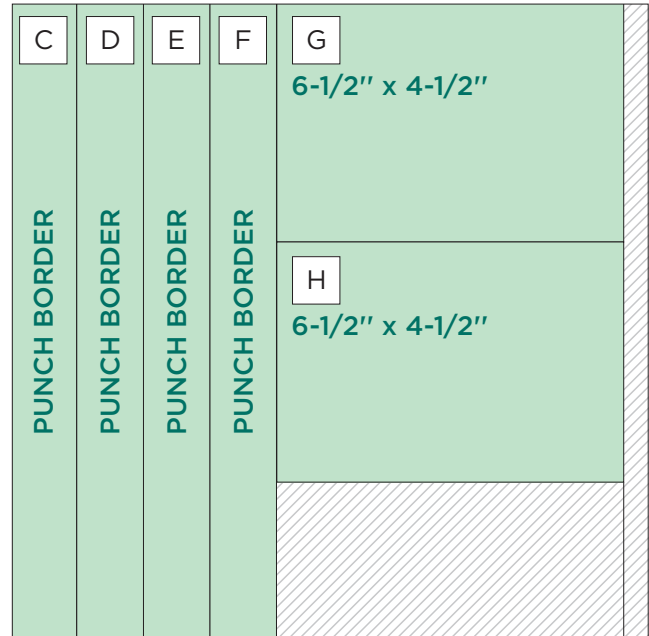 C
D
E
F
G
6-1/2'' x 4-1/2''
H
6-1/2'' x 4-1/2''
PUNCH BORDER
PUNCH BORDER
PUNCH BORDER
PUNCH BORDER